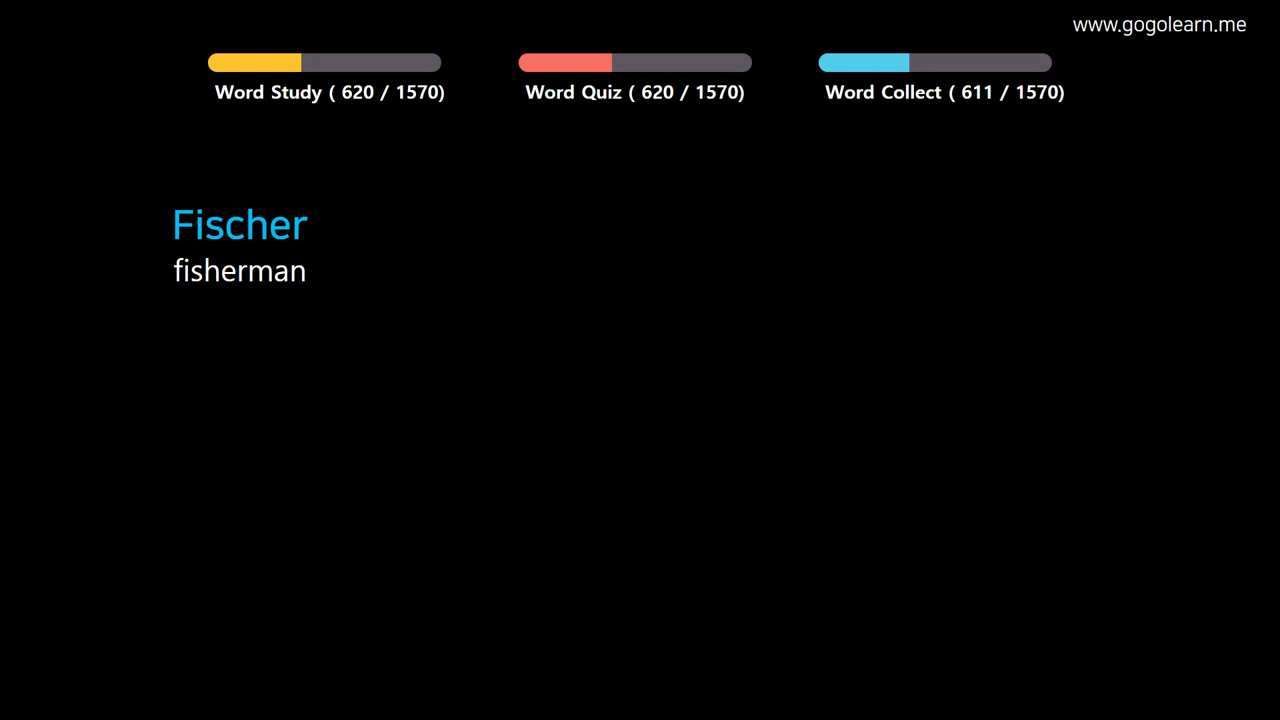 www.gogolearn.me
Word Study ( 620 / 1570)
Word Quiz ( 620 / 1570)
Word Collect ( 611 / 1570)
Fischer
fisherman